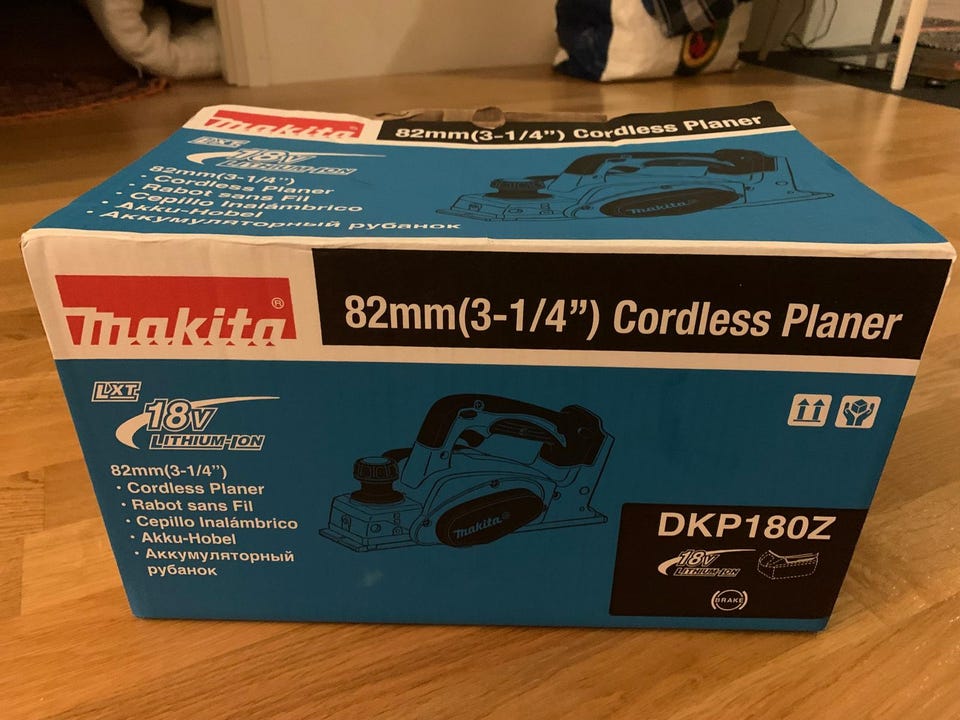 makita
82mm(3-1/4") Cordless Planer
LXT
18V
LITHIUM-ION
82mm(3-1/4")
· Cordless Planer
· Rabot sans Fil
· Cepillo Inalámbrico
· Akku-Hobel
· Аккумуляторный рубанок
makita
makita®
82mm(3-1/4") Cordless Planer
LXT
18V
LITHIUM-ION
82mm(3-1/4")
· Cordless Planer
· Rabot sans Fil
· Cepillo Inalámbrico
· Akku-Hobel
· Аккумуляторный
рубанок
makita®
DKP180Z
18V
LITHIUM-ION
BRAKE